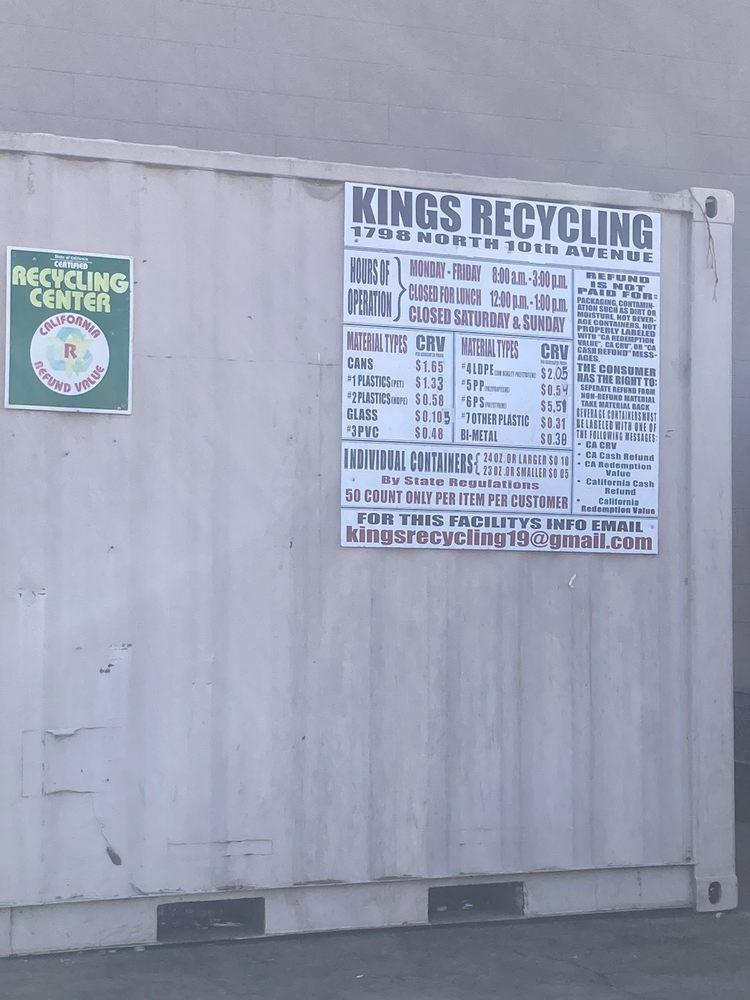 State of California
CERTIFIED
RECYCLING
CENTER
CALIFORNIA
R
REFUND VALUE
KINGS RECYCLING
1798 NORTH 10th AVENUE
HOURS OF
OPERATION
MONDAY - FRIDAY 8:00 a.m. - 3:00 p.m.
CLOSED FOR LUNCH 12:00 p.m. - 1:00 p.m.
CLOSED SATURDAY & SUNDAY
MATERIAL TYPES CRV
CANS $1.65
#1 PLASTICS (PET) $1.33
#2 PLASTICS (HDPE) $0.58
GLASS $0.105
#3 PVC $0.48
MATERIAL TYPES CRV
#4 LDPE $2.05
#5 PP $0.54
#6 PS $5.51
#7 OTHER PLASTIC $0.31
BI-METAL $0.38
INDIVIDUAL CONTAINERS
24 OZ. OR LARGER $0 10
23 OZ. OR SMALLER $0 05
By State Regulations
50 COUNT ONLY PER ITEM PER CUSTOMER
REFUND
IS NOT
PAID FOR:
PACKAGING, CONTAMIN-
ATION SUCH AS DIRT OR
MOISTURE, NOT BEVER-
AGE CONTAINERS, NOT
PROPERLY LABELED
WITH "CA REDEMPTION
VALUE", CA CRV", OR "CA
CASH REFUND" MESS-
AGES.
THE CONSUMER
HAS THE RIGHT TO:
SEPERATE REFUND FROM
NON-REFUND MATERIAL
TAKE MATERIAL BACK
BEVERAGE CONTAINERS MUST
BE LABELED WITH ONE OF
THE FOLLOWING MESSAGES:
• CA CRV
• CA Cash Refund
• CA Redemption
Value
• California Cash
Refund
• California
Redemption Value
FOR THIS FACILITYS INFO EMAIL
kingsrecycling19@gmail.com